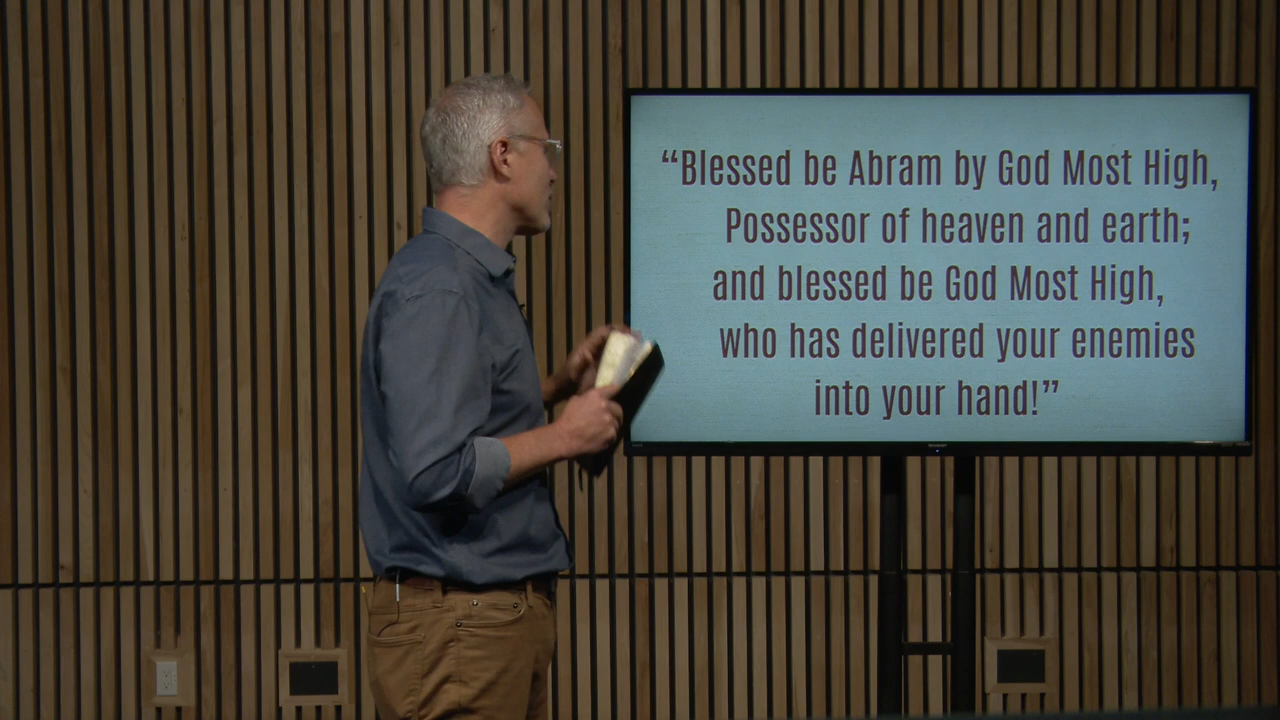 “Blessed be Abram by God Most High,
Possessor of heaven and earth;
and blessed be God Most High,
who has delivered your enemies
into your hand!”